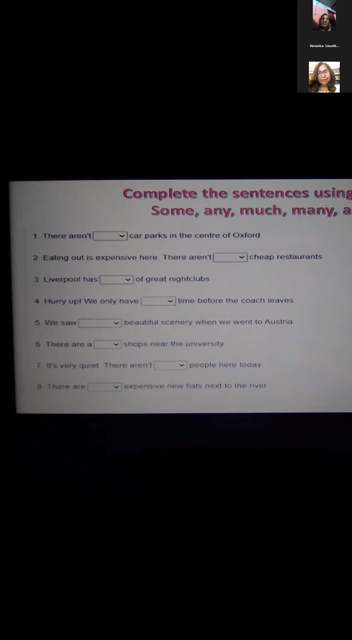 Complete the sentences using
Some, any, much, many, a
1 There aren't car parks in the centre of Oxford.
2 Eating out is expensive here. There aren't cheap restaurants.
3 Liverpool has of great nightclubs.
4 Hurry up! We only have time before the coach leaves.
5 We saw beautiful scenery when we went to Austria.
6 There are a shops near the university.
7 It's very quiet. There aren't people here today.
8 There are expensive new flats next to the river.